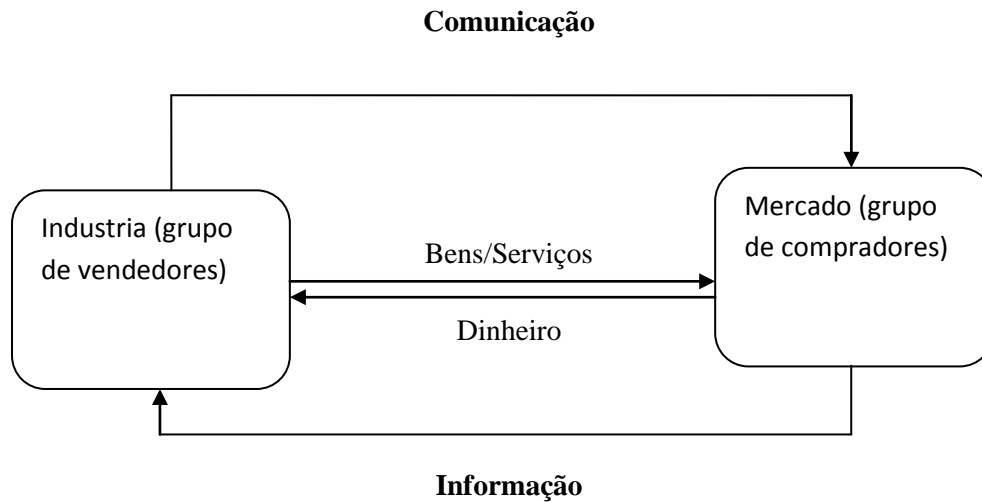 Comunicação
Industria (grupo
de vendedores)
Mercado (grupo
de compradores)
Bens/Serviços
Dinheiro
Informação